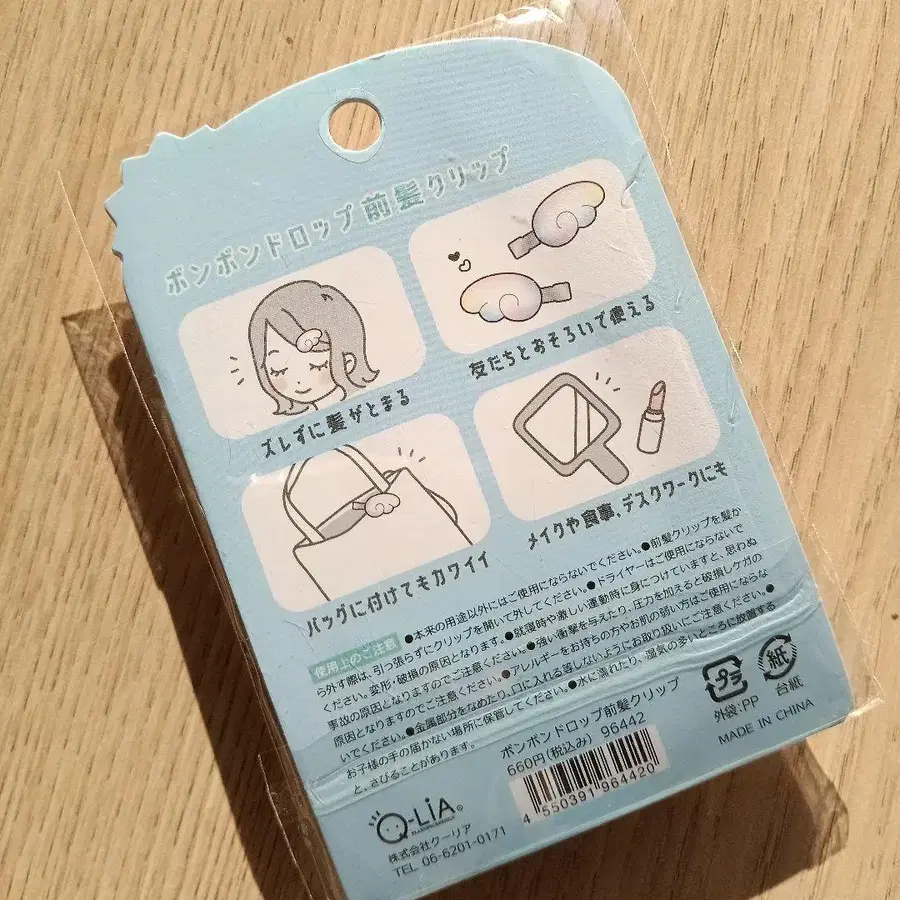 ボンボンドロップ前髪クリップ
ズレずに髪がとまる
友だちとおそろいで使える
バッグに付けてもカワイイ
メイクや食事、デスクワークにも
使用上のご注意 ●本来の用途以外にはご使用にならないでください。●前髪クリップを髪か
ら外す際は、引っ張らずにクリップを開いて外してください。●ドライヤーはご使用にならないで
ください。変形・破損の原因となります。●就寝時や激しい運動時に身につけていますと、思わぬ
事故の原因となりますのでご注意ください。●強い衝撃を与えたり、圧力を加えると破損しケガの
原因となりますのでご注意ください。●アレルギーをお持ちの方やお肌の弱い方はご使用にならな
いでください。●金属部分をなめたり、口に入れる等しないようにお取り扱いにご注意ください。●
お子様の手の届かない場所に保管してください。●水に濡れたり、湿気の多いところに放置する
と、さびることがあります。
ボンボンドロップ前髪クリップ
660円(税込み) 96442
4 550391 964420
プラ
外袋:PP
紙
台紙
MADE IN CHINA
Q-LiA®
株式会社クーリア
TEL 06-6201-0171